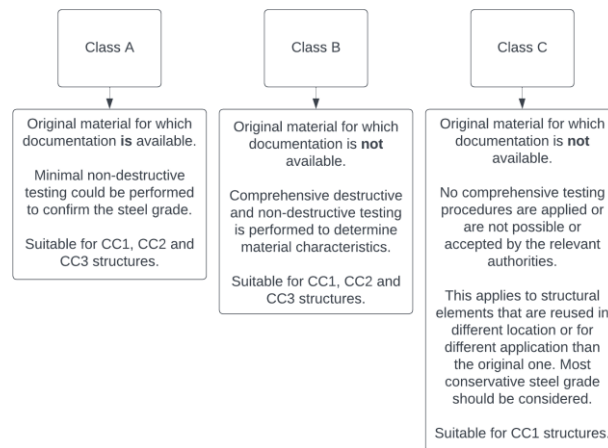 Class A
Class B
Class C
Original material for which
documentation is available.
Minimal non-destructive
testing could be performed
to confirm the steel grade.
Suitable for CC1, CC2 and
CC3 structures.
Original material for which
documentation is not
available.
Comprehensive destructive
and non-destructive testing
is performed to determine
material characteristics.
Suitable for CC1, CC2 and
CC3 structures.
Original material for which
documentation is not
available.
No comprehensive testing
procedures are applied or
are not possible or
accepted by the relevant
authorities.
This applies to structural
elements that are reused in
different location or for
different application than
the original one. Most
conservative steel grade
should be considered.
Suitable for CC1 structures.